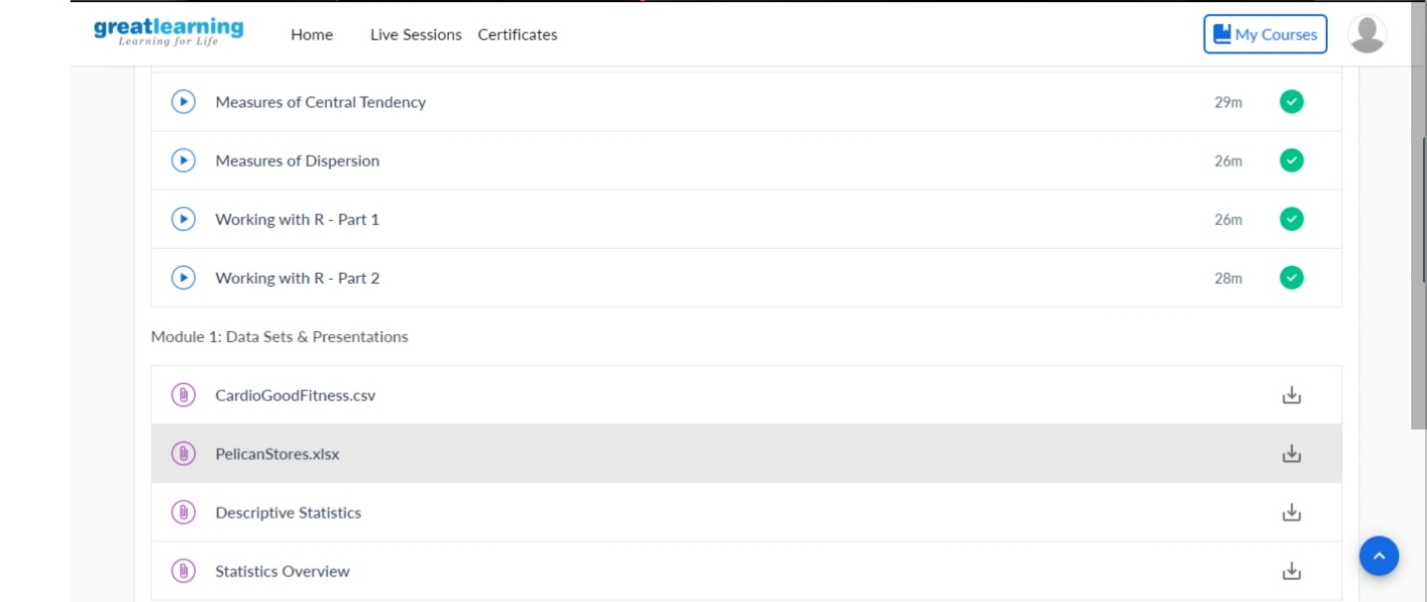 greatlearning
Learning for Life
Home Live Sessions Certificates My Courses
Measures of Central Tendency 29m
Measures of Dispersion 26m
Working with R - Part 1 26m
Working with R - Part 2 28m
Module 1: Data Sets & Presentations
CardioGoodFitness.csv
PelicanStores.xlsx
Descriptive Statistics
Statistics Overview